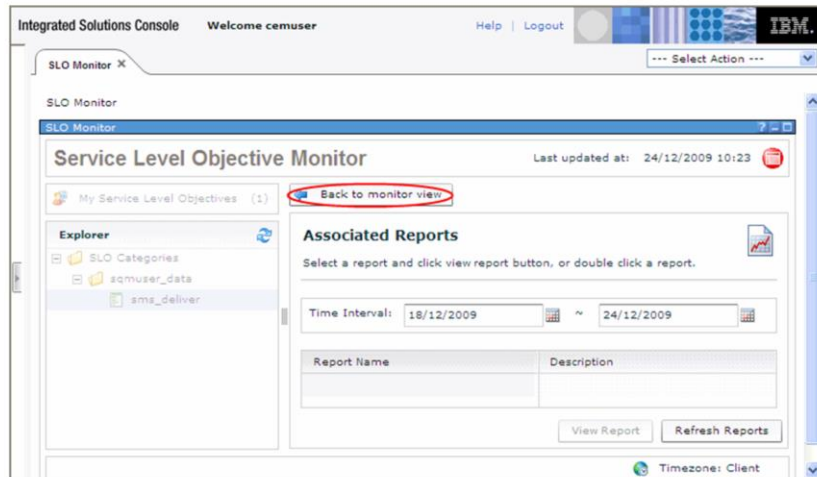 Integrated Solutions Console Welcome cemuser Help | Logout IBM.
SLO Monitor X --- Select Action ---
SLO Monitor
SLO Monitor
Service Level Objective Monitor Last updated at: 24/12/2009 10:23
My Service Level Objectives (1) Back to monitor view
Explorer
SLO Categories
sqmuser_data
sms_deliver
Associated Reports
Select a report and click view report button, or double click a report.
Time Interval: 18/12/2009 ~ 24/12/2009
Report Name Description
View Report Refresh Reports
Timezone: Client